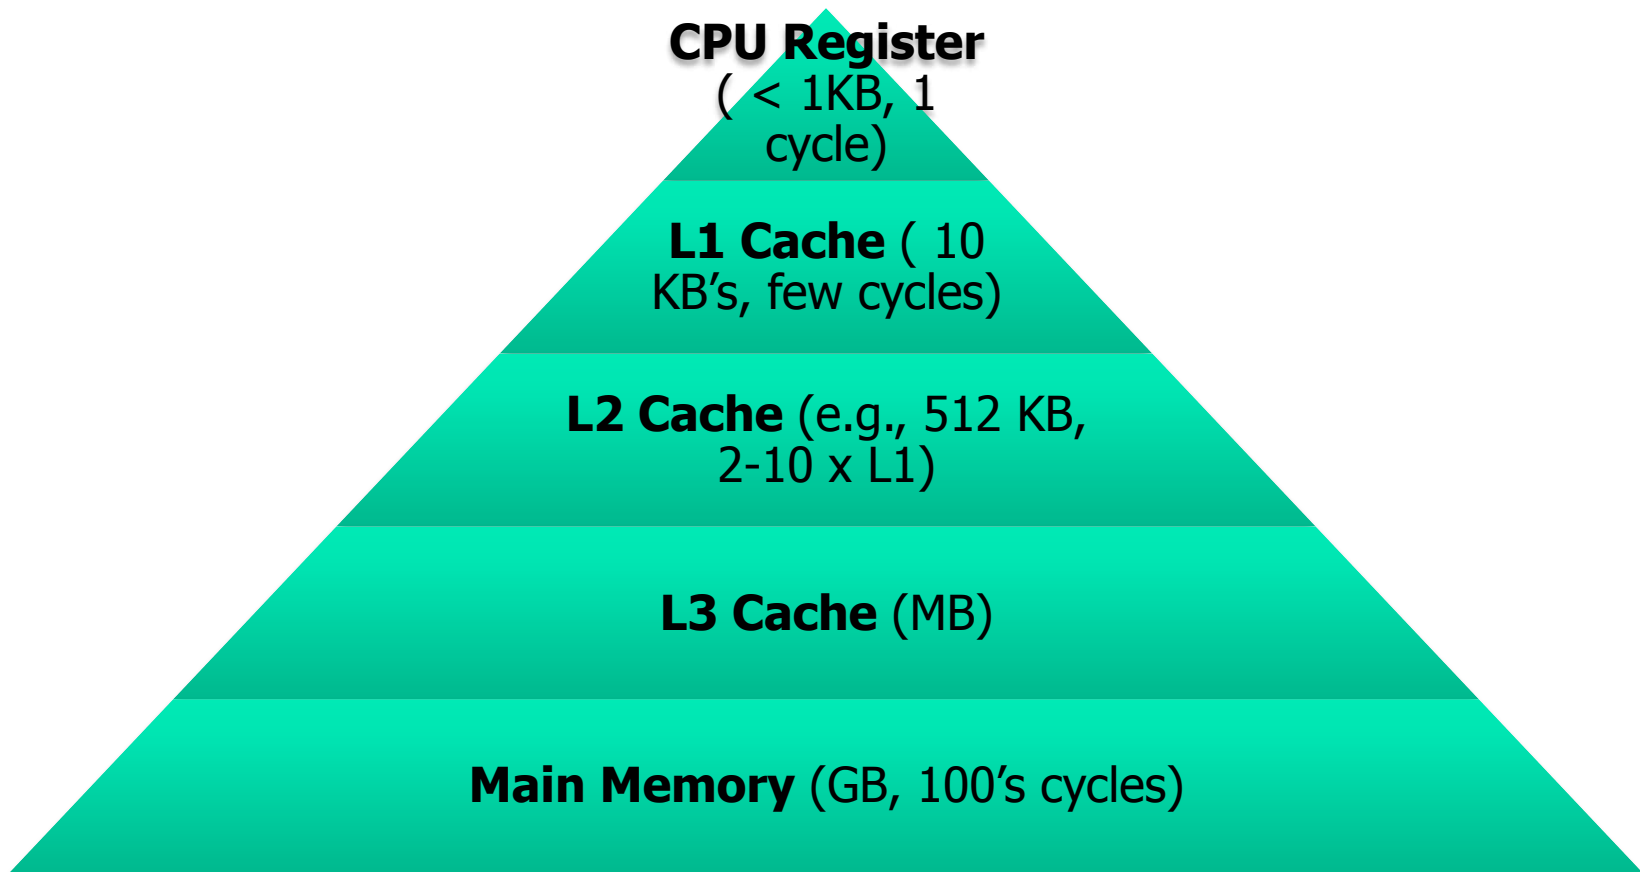 CPU Register
( < 1KB, 1
cycle)
L1 Cache ( 10
KB’s, few cycles)
L2 Cache (e.g., 512 KB,
2-10 x L1)
L3 Cache (MB)
Main Memory (GB, 100’s cycles)